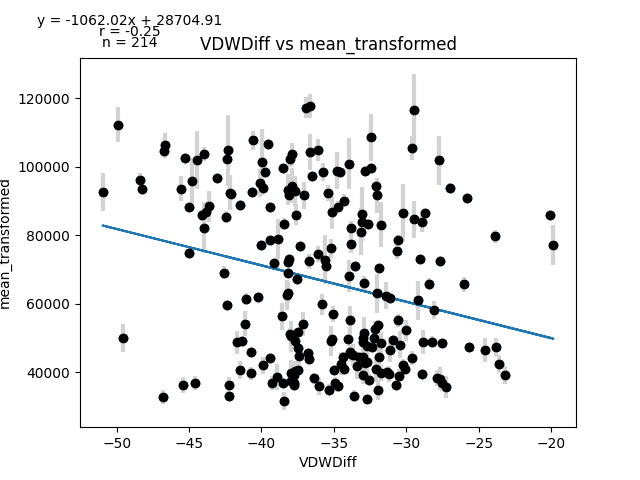 y = -1062.02x + 28704.91
r = -0.25
n = 214
VDWDiff vs mean_transformed
120000
100000
80000
60000
40000
mean_transformed
−50 −45 −40 −35 −30 −25 −20
VDWDiff